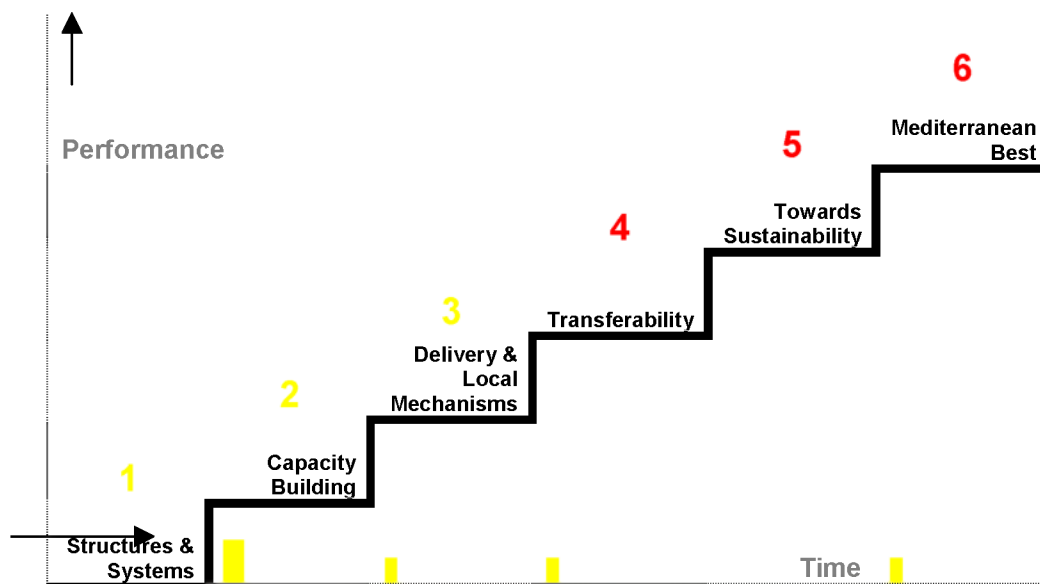 6
Mediterranean
Best
5
Performance
Towards
Sustainability
4
Transferability
3
Delivery &
Local
Mechanisms
2
Capacity
Building
1
Structures &
Systems
Time